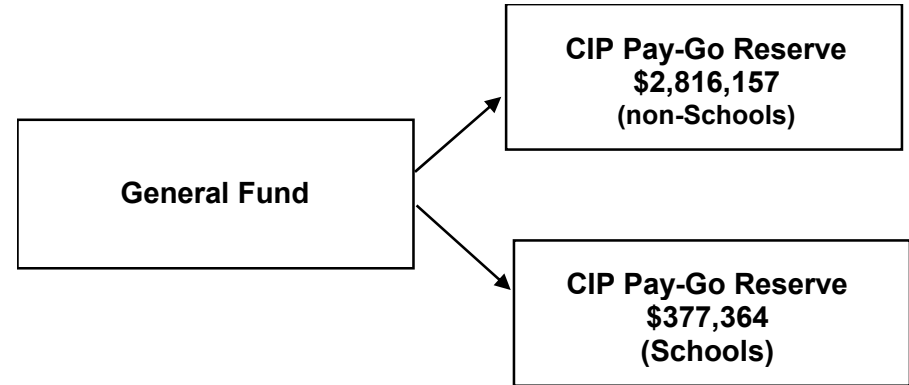 CIP Pay-Go Reserve
$2,816,157
(non-Schools)
General Fund
CIP Pay-Go Reserve
$377,364
(Schools)